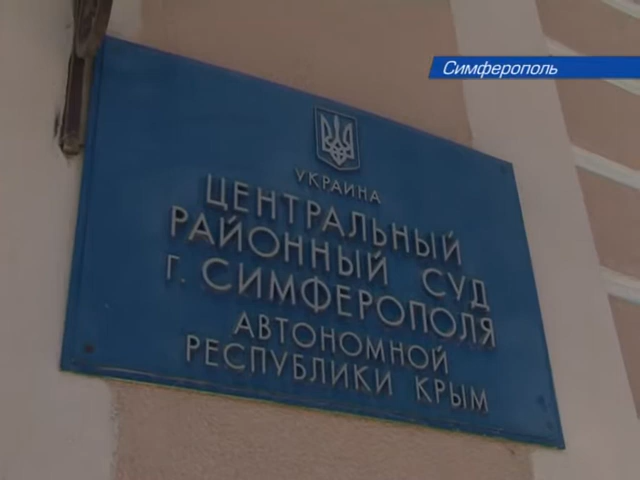 Симферополь
УКРАИНА
ЦЕНТРАЛЬНЫЙ
РАЙОННЫЙ СУД
Г. СИМФЕРОПОЛЯ
АВТОНОМНОЙ
РЕСПУБЛИКИ КРЫМ